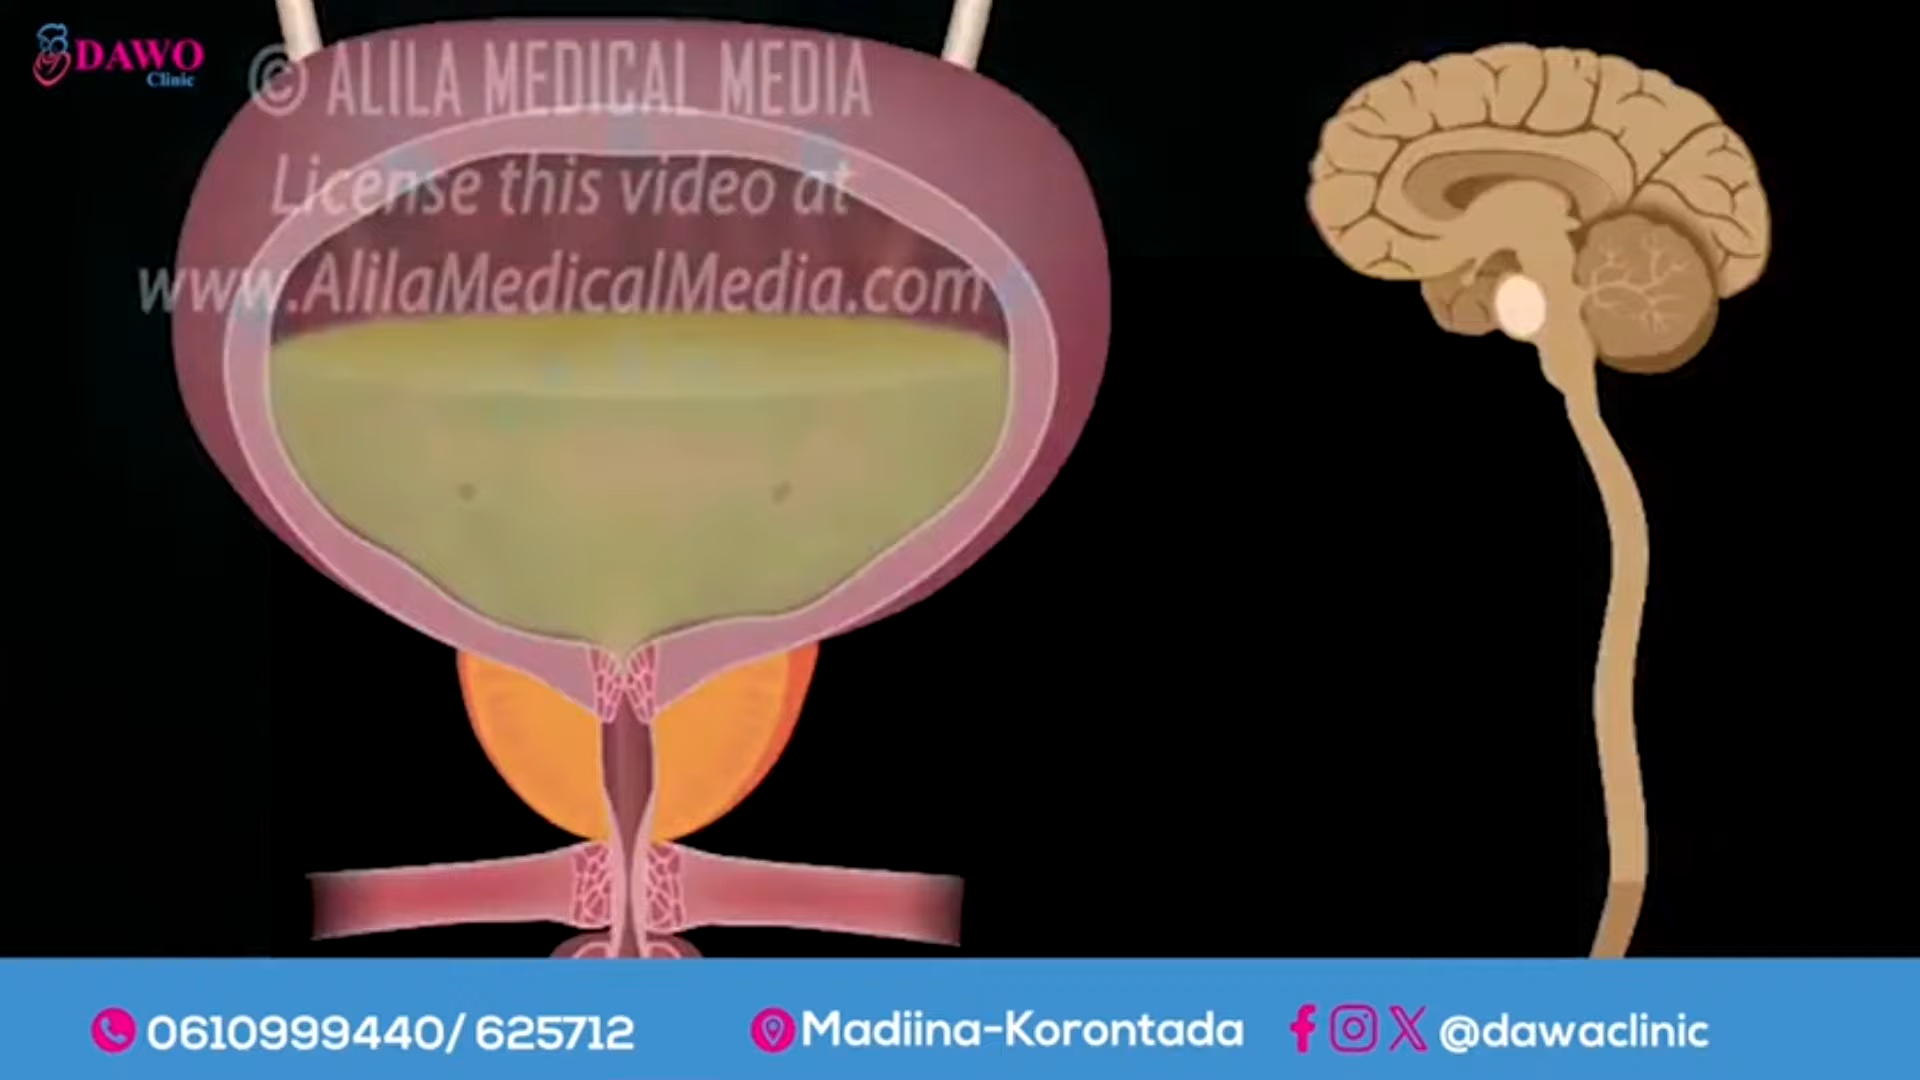 DAWO
Clinic
© ALILA MEDICAL MEDIA
License this video at
www.AlilaMedicalMedia.com
0610999440/ 625712
Madiina-Korontada
@dawaclinic